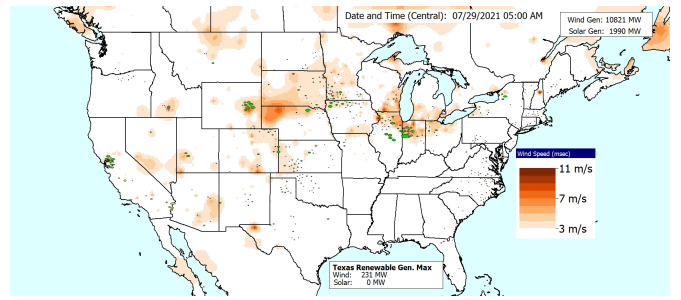 Date and Time (Central): 07/29/2021 05:00 AM
Wind Gen: 10821 MW
Solar Gen: 1990 MW
Wind Speed (msec)
11 m/s
7 m/s
3 m/s
Texas Renewable Gen. Max
Wind: 231 MW
Solar: 0 MW